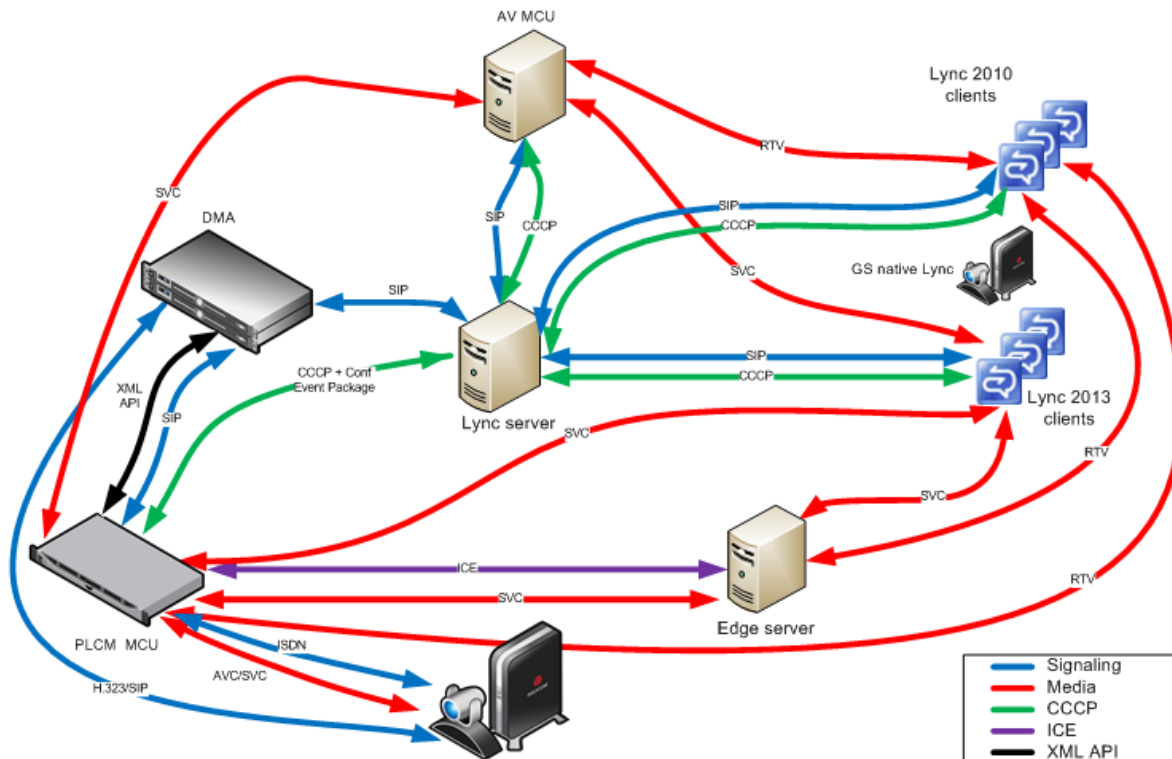 AV MCU
Lync 2010
clients
RTV
SVC
DMA
SIP
CCCP
SIP
CCCP
GS native Lync
SVC
SIP
XML
API
SIP
CCCP + Conf
Event Package
SIP
CCCP
Lync server
Lync 2013
clients
SVC
RTV
SVC
ICE
SVC
RTV
Edge server
PLCM MCU
ISDN
AVC/SVC
H.323/SIP
Signaling
Media
CCCP
ICE
XML API